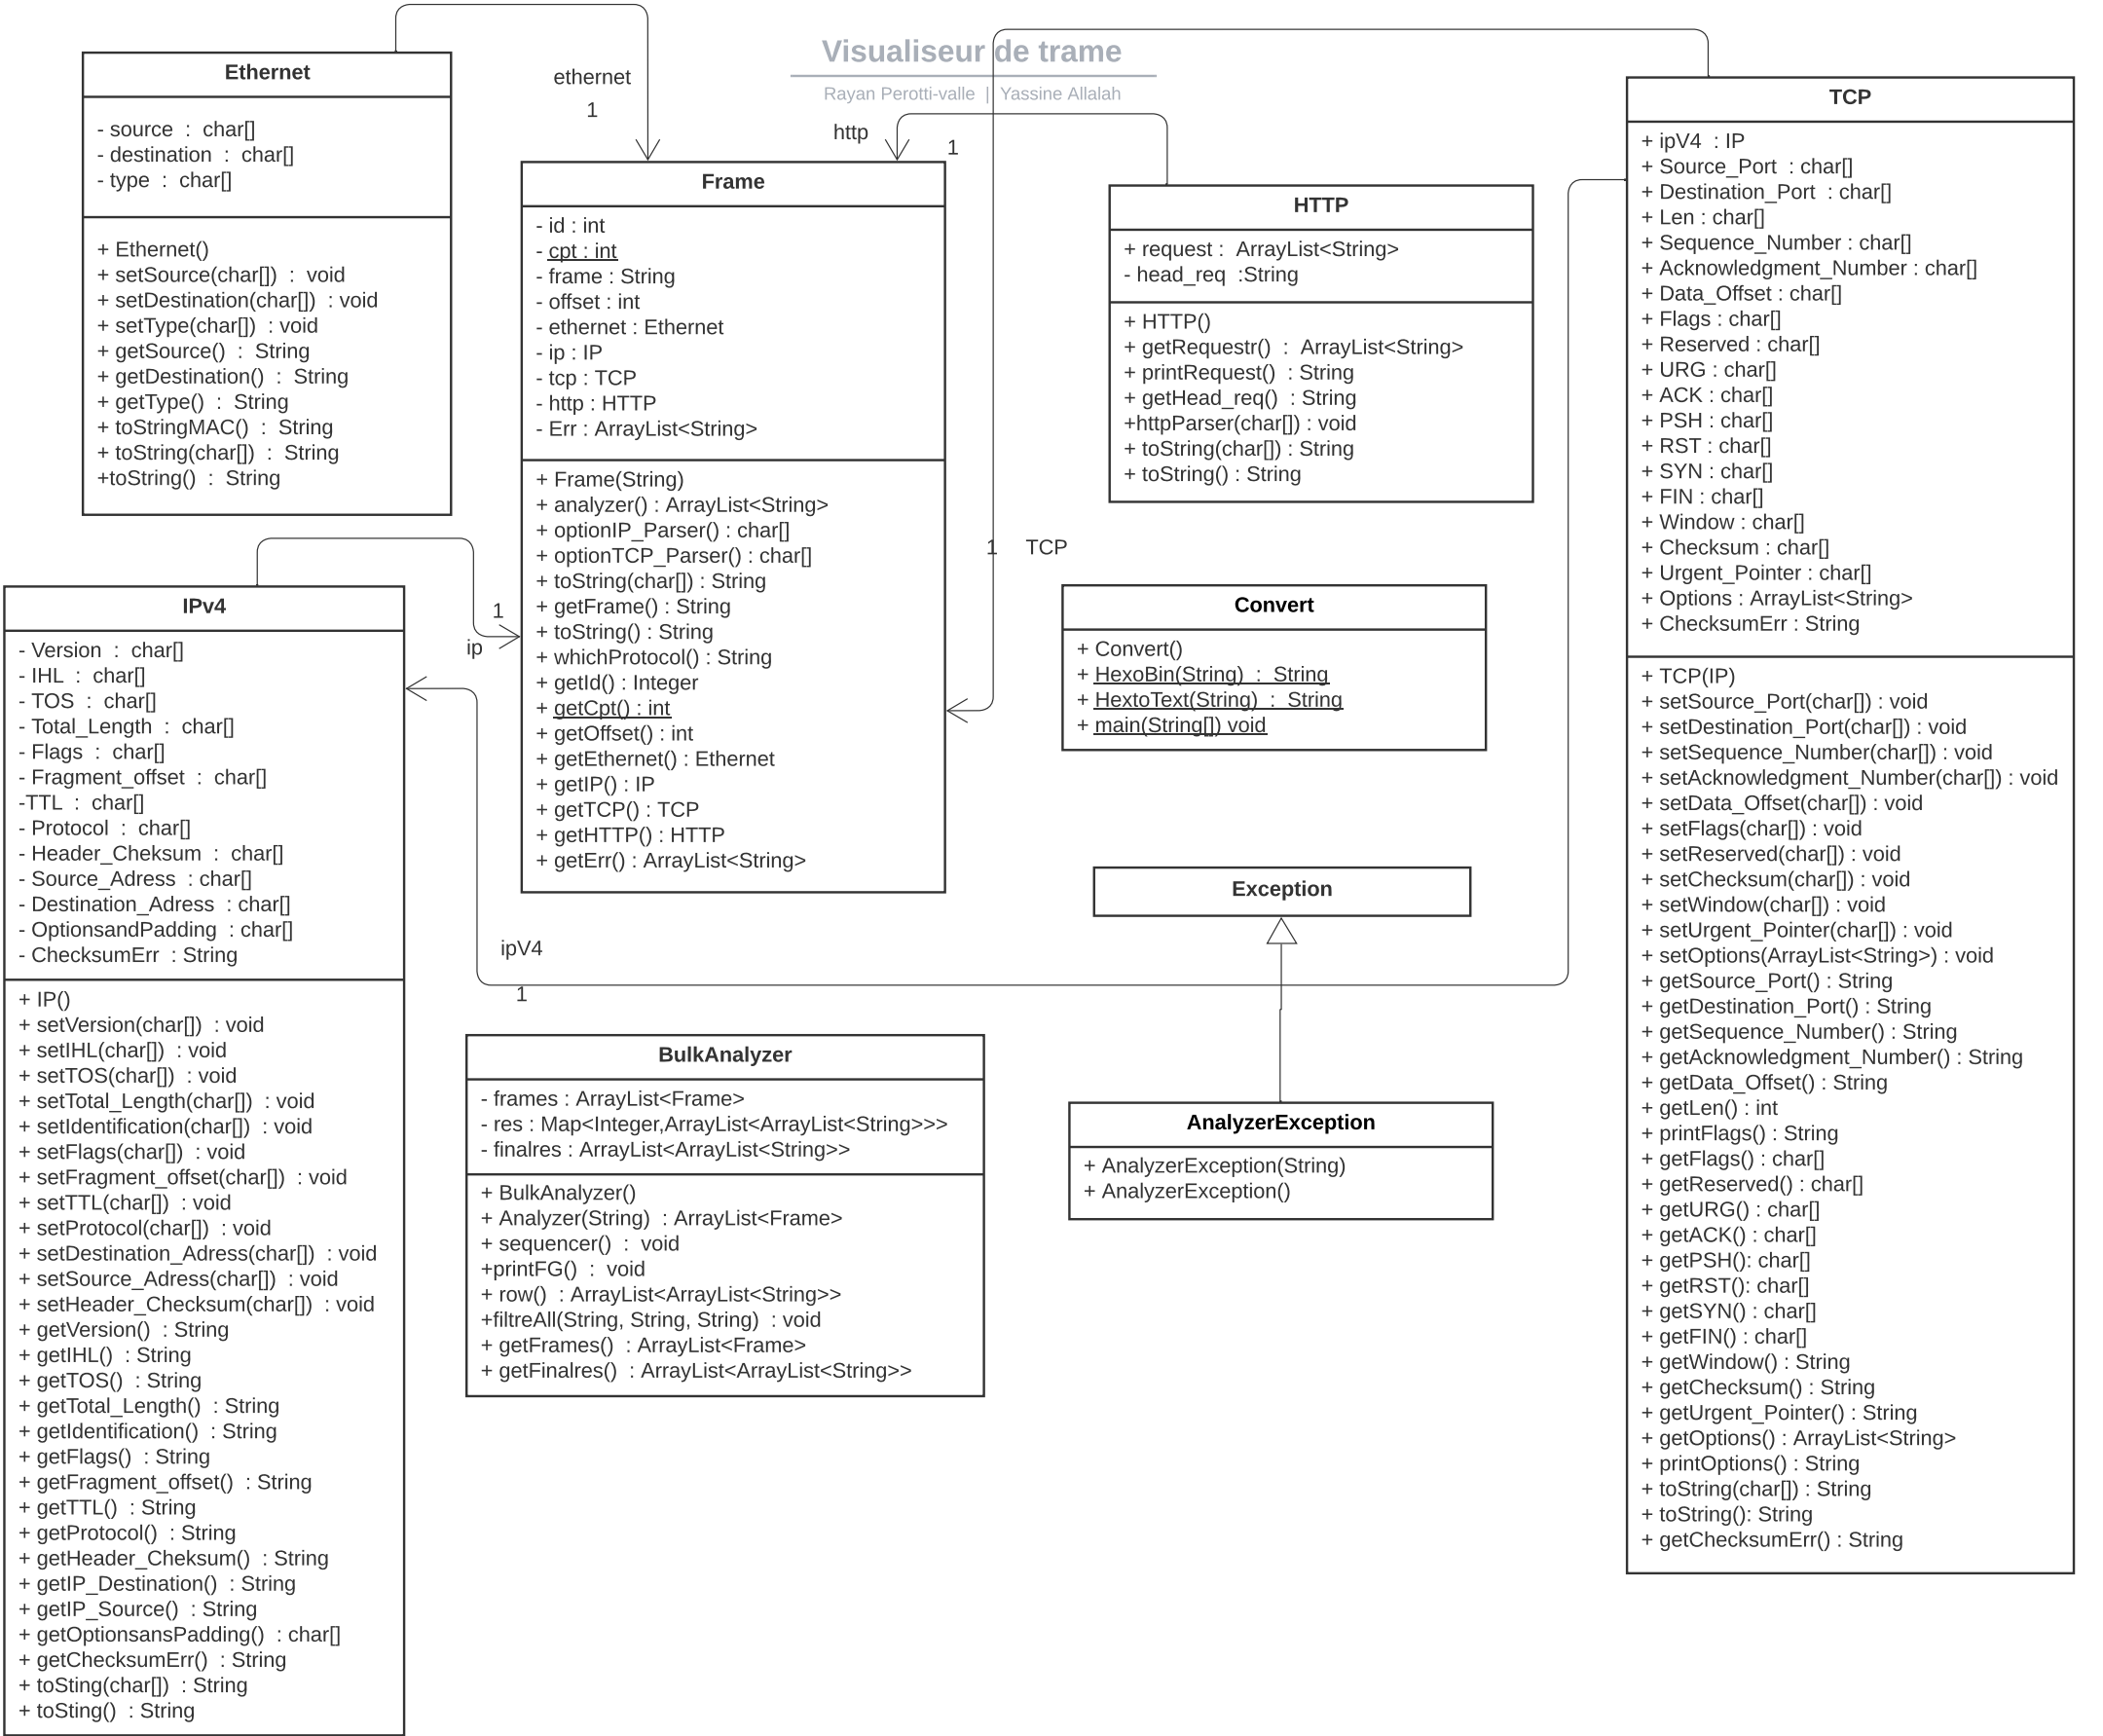 Visualiseur de trame
Rayan Perotti-valle | Yassine Allalah
Ethernet
- source : char[]
- destination : char[]
- type : char[]
+ Ethernet()
+ setSource(char[]) : void
+ setDestination(char[]) : void
+ setType(char[]) : void
+ getSource() : String
+ getDestination() : String
+ getType() : String
+ toStringMAC() : String
+ toString(char[]) : String
+toString() : String
ethernet
1
http
1
Frame
- id : int
- cpt : int
- frame : String
- offset : int
- ethernet : Ethernet
- ip : IP
- tcp : TCP
- http : HTTP
- Err : ArrayList<String>
+ Frame(String)
+ analyzer() : ArrayList<String>
+ optionIP_Parser() : char[]
+ optionTCP_Parser() : char[]
+ toString(char[]) : String
+ getFrame() : String
+ toString() : String
+ whichProtocol() : String
+ getId() : Integer
+ getCpt() : int
+ getOffset() : int
+ getEthernet() : Ethernet
+ getIP() : IP
+ getTCP() : TCP
+ getHTTP() : HTTP
+ getErr() : ArrayList<String>
HTTP
+ request : ArrayList<String>
- head_req :String
+ HTTP()
+ getRequestr() : ArrayList<String>
+ printRequest() : String
+ getHead_req() : String
+httpParser(char[]) : void
+ toString(char[]) : String
+ toString() : String
1 TCP
TCP
+ ipV4 : IP
+ Source_Port : char[]
+ Destination_Port : char[]
+ Len : char[]
+ Sequence_Number : char[]
+ Acknowledgment_Number : char[]
+ Data_Offset : char[]
+ Flags : char[]
+ Reserved : char[]
+ URG : char[]
+ ACK : char[]
+ PSH : char[]
+ RST : char[]
+ SYN : char[]
+ FIN : char[]
+ Window : char[]
+ Checksum : char[]
+ Urgent_Pointer : char[]
+ Options : ArrayList<String>
+ ChecksumErr : String
+ TCP(IP)
+ setSource_Port(char[]) : void
+ setDestination_Port(char[]) : void
+ setSequence_Number(char[]) : void
+ setAcknowledgment_Number(char[]) : void
+ setData_Offset(char[]) : void
+ setFlags(char[]) : void
+ setReserved(char[]) : void
+ setChecksum(char[]) : void
+ setWindow(char[]) : void
+ setUrgent_Pointer(char[]) : void
+ setOptions(ArrayList<String>) : void
+ getSource_Port() : String
+ getDestination_Port() : String
+ getSequence_Number() : String
+ getAcknowledgment_Number() : String
+ getData_Offset() : String
+ getLen() : int
+ printFlags() : String
+ getFlags() : char[]
+ getReserved() : char[]
+ getURG() : char[]
+ getACK() : char[]
+ getPSH(): char[]
+ getRST(): char[]
+ getSYN() : char[]
+ getFIN() : char[]
+ getWindow() : String
+ getChecksum() : String
+ getUrgent_Pointer() : String
+ getOptions() : ArrayList<String>
+ printOptions() : String
+ toString(char[]) : String
+ toString(): String
+ getChecksumErr() : String
1
ip
IPv4
- Version : char[]
- IHL : char[]
- TOS : char[]
- Total_Length : char[]
- Flags : char[]
- Fragment_offset : char[]
-TTL : char[]
- Protocol : char[]
- Header_Cheksum : char[]
- Source_Adress : char[]
- Destination_Adress : char[]
- OptionsandPadding : char[]
- ChecksumErr : String
+ IP()
+ setVersion(char[]) : void
+ setIHL(char[]) : void
+ setTOS(char[]) : void
+ setTotal_Length(char[]) : void
+ setIdentification(char[]) : void
+ setFlags(char[]) : void
+ setFragment_offset(char[]) : void
+ setTTL(char[]) : void
+ setProtocol(char[]) : void
+ setDestination_Adress(char[]) : void
+ setSource_Adress(char[]) : void
+ setHeader_Checksum(char[]) : void
+ getVersion() : String
+ getIHL() : String
+ getTOS() : String
+ getTotal_Length() : String
+ getIdentification() : String
+ getFlags() : String
+ getFragment_offset() : String
+ getTTL() : String
+ getProtocol() : String
+ getHeader_Cheksum() : String
+ getIP_Destination() : String
+ getIP_Source() : String
+ getOptionsansPadding() : char[]
+ getChecksumErr() : String
+ toSting(char[]) : String
+ toSting() : String
Convert
+ Convert()
+ HexoBin(String) : String
+ HextoText(String) : String
+ main(String[]) void
Exception
ipV4
1
BulkAnalyzer
- frames : ArrayList<Frame>
- res : Map<Integer,ArrayList<ArrayList<String>>>
- finalres : ArrayList<ArrayList<String>>
+ BulkAnalyzer()
+ Analyzer(String) : ArrayList<Frame>
+ sequencer() : void
+printFG() : void
+ row() : ArrayList<ArrayList<String>>
+filtreAll(String, String, String) : void
+ getFrames() : ArrayList<Frame>
+ getFinalres() : ArrayList<ArrayList<String>>
AnalyzerException
+ AnalyzerException(String)
+ AnalyzerException()